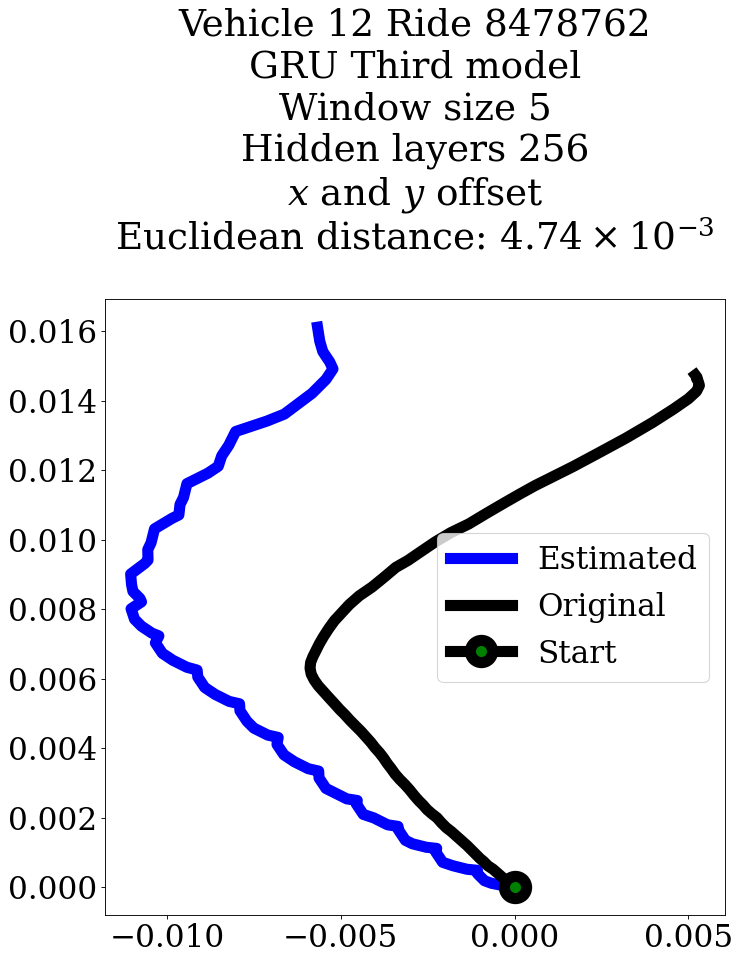 Vehicle 12 Ride 8478762
GRU Third model
Window size 5
Hidden layers 256
x and y offset
Euclidean distance: 4.74 × 10⁻³
0.016
0.014
0.012
0.010
0.008
0.006
0.004
0.002
0.000
Estimated
Original
Start
−0.010 −0.005 0.000 0.005